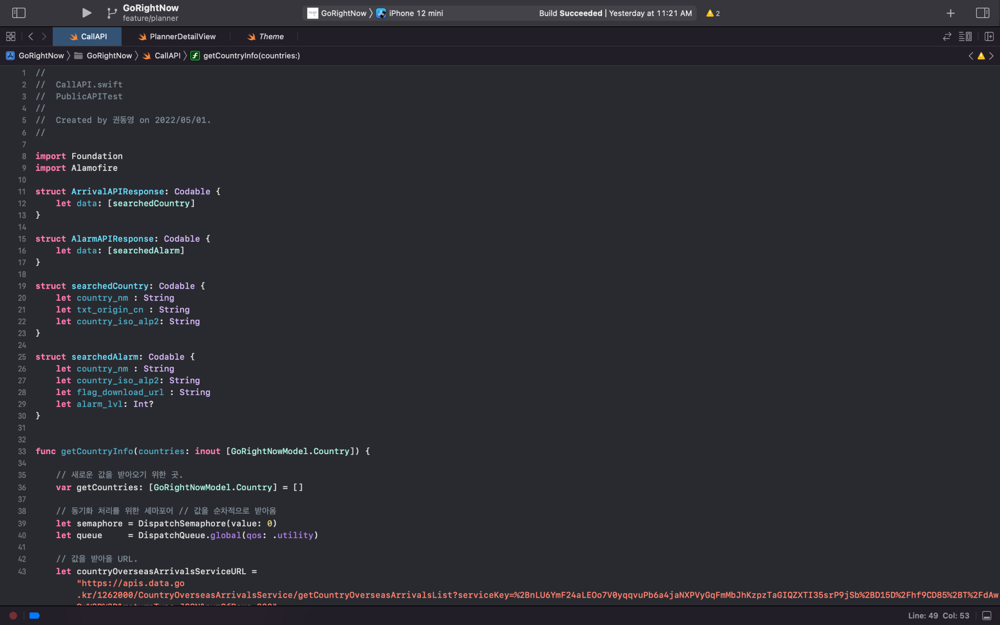 GoRightNow
feature/planner
GoRightNow 〉 iPhone 12 mini
Build Succeeded | Yesterday at 11:21 AM
2
CallAPI
PlannerDetailView
Theme
GoRightNow 〉 GoRightNow 〉 CallAPI 〉 getCountryInfo(countries:)
1 //
2 //  CallAPI.swift
3 //  PublicAPITest
4 //
5 //  Created by 권동영 on 2022/05/01.
6 //
7
8 import Foundation
9 import Alamofire
10
11 struct ArrivalAPIResponse: Codable {
12     let data: [searchedCountry]
13 }
14
15 struct AlarmAPIResponse: Codable {
16     let data: [searchedAlarm]
17 }
18
19 struct searchedCountry: Codable {
20     let country_nm : String
21     let txt_origin_cn : String
22     let country_iso_alp2: String
23 }
24
25 struct searchedAlarm: Codable {
26     let country_nm : String
27     let country_iso_alp2: String
28     let flag_download_url : String
29     let alarm_lvl: Int?
30 }
31
32
33 func getCountryInfo(countries: inout [GoRightNowModel.Country]) {
34
35     // 새로운 값을 받아오기 위한 곳.
36     var getCountries: [GoRightNowModel.Country] = []
37
38     // 동기화 처리를 위한 세마포어 // 값을 순차적으로 받아옴
39     let semaphore = DispatchSemaphore(value: 0)
40     let queue     = DispatchQueue.global(qos: .utility)
41
42     // 값을 받아올 URL.
43     let countryOverseasArrivalsServiceURL =
"https://apis.data.go
.kr/1262000/CountryOverseasArrivalsService/getCountryOverseasArrivalsList?serviceKey=%2BnLU6YmF24aLEOo7V0yqqvuPb6a4jaNXPVyGqFmMbJhKzpzTaGIQZXTI35srP9jSb%2BD15D%2Fhf9CD85%2BT%2FdAw
Line: 49  Col: 53